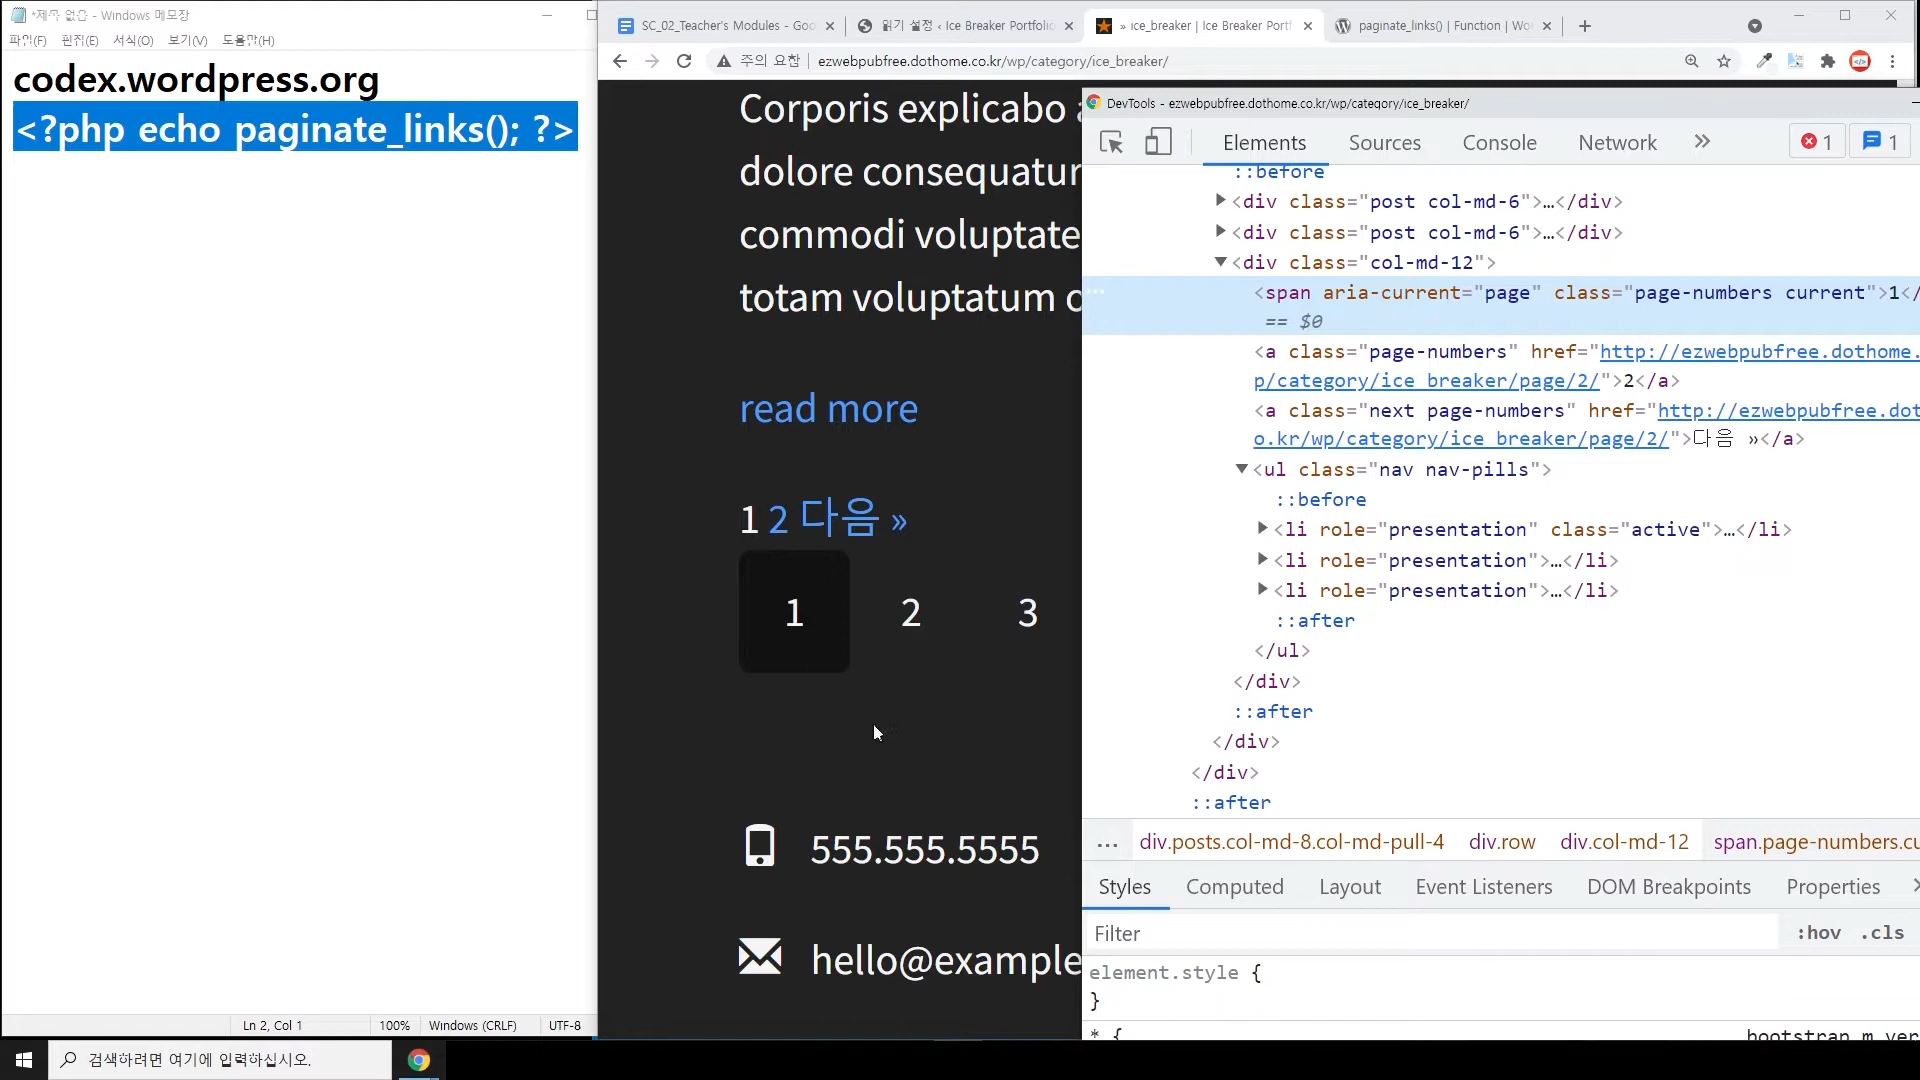 *제목 없음 - Windows 메모장
파일(F) 편집(E) 서식(O) 보기(V) 도움말(H)
codex.wordpress.org
<?php echo paginate_links(); ?>
Ln 2, Col 1 100% Windows (CRLF) UTF-8
SC_02_Teacher's Modules - Goo
읽기 설정 ‹ Ice Breaker Portfolio
» ice_breaker | Ice Breaker Portf
paginate_links() | Function | Wo
주의 요함 ezwebpubfree.dothome.co.kr/wp/category/ice_breaker/
Corporis explicabo
dolore consequatur
commodi voluptate
totam voluptatum
read more
1 2 다음 »
1 2 3
555.555.5555
hello@example
DevTools - ezwebpubfree.dothome.co.kr/wp/category/ice_breaker/
Elements Sources Console Network » 1 1
::before
<div class="post col-md-6">…</div>
<div class="post col-md-6">…</div>
<div class="col-md-12">
<span aria-current="page" class="page-numbers current">1</
== $0
<a class="page-numbers" href="http://ezwebpubfree.dothome.
p/category/ice_breaker/page/2/">2</a>
<a class="next page-numbers" href="http://ezwebpubfree.dot
o.kr/wp/category/ice_breaker/page/2/">다음 »</a>
<ul class="nav nav-pills">
::before
<li role="presentation" class="active">…</li>
<li role="presentation">…</li>
<li role="presentation">…</li>
::after
</ul>
</div>
::after
</div>
</div>
::after
... div.posts.col-md-8.col-md-pull-4 div.row div.col-md-12 span.page-numbers.cu
Styles Computed Layout Event Listeners DOM Breakpoints Properties
Filter :hov .cls
element.style {
}
* {
검색하려면 여기에 입력하십시오.